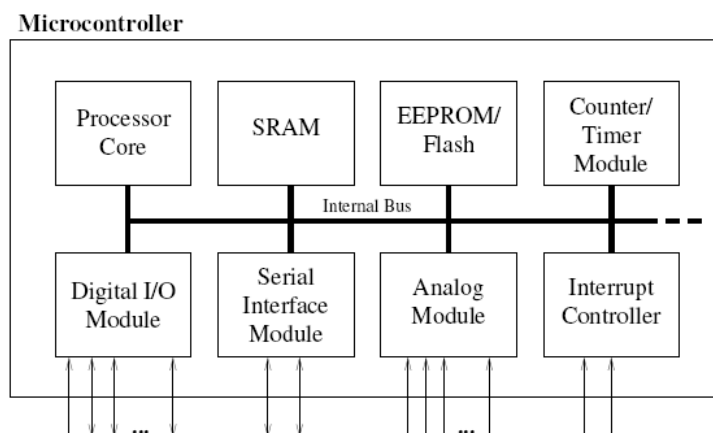 Microcontroller
Processor
Core
SRAM
EEPROM/
Flash
Counter/
Timer
Module
Internal Bus
Digital I/O
Module
Serial
Interface
Module
Analog
Module
Interrupt
Controller
...
...